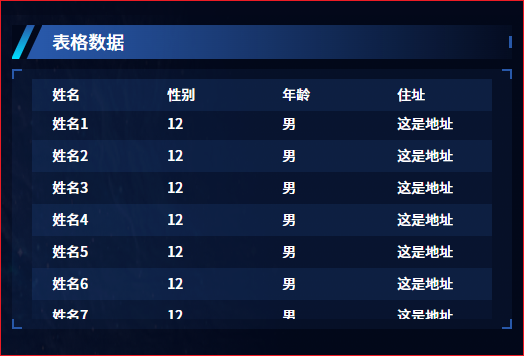 表格数据
姓名 性别 年龄 住址
姓名1 12 男 这是地址
姓名2 12 男 这是地址
姓名3 12 男 这是地址
姓名4 12 男 这是地址
姓名5 12 男 这是地址
姓名6 12 男 这是地址
姓名7 12 男 这是地址